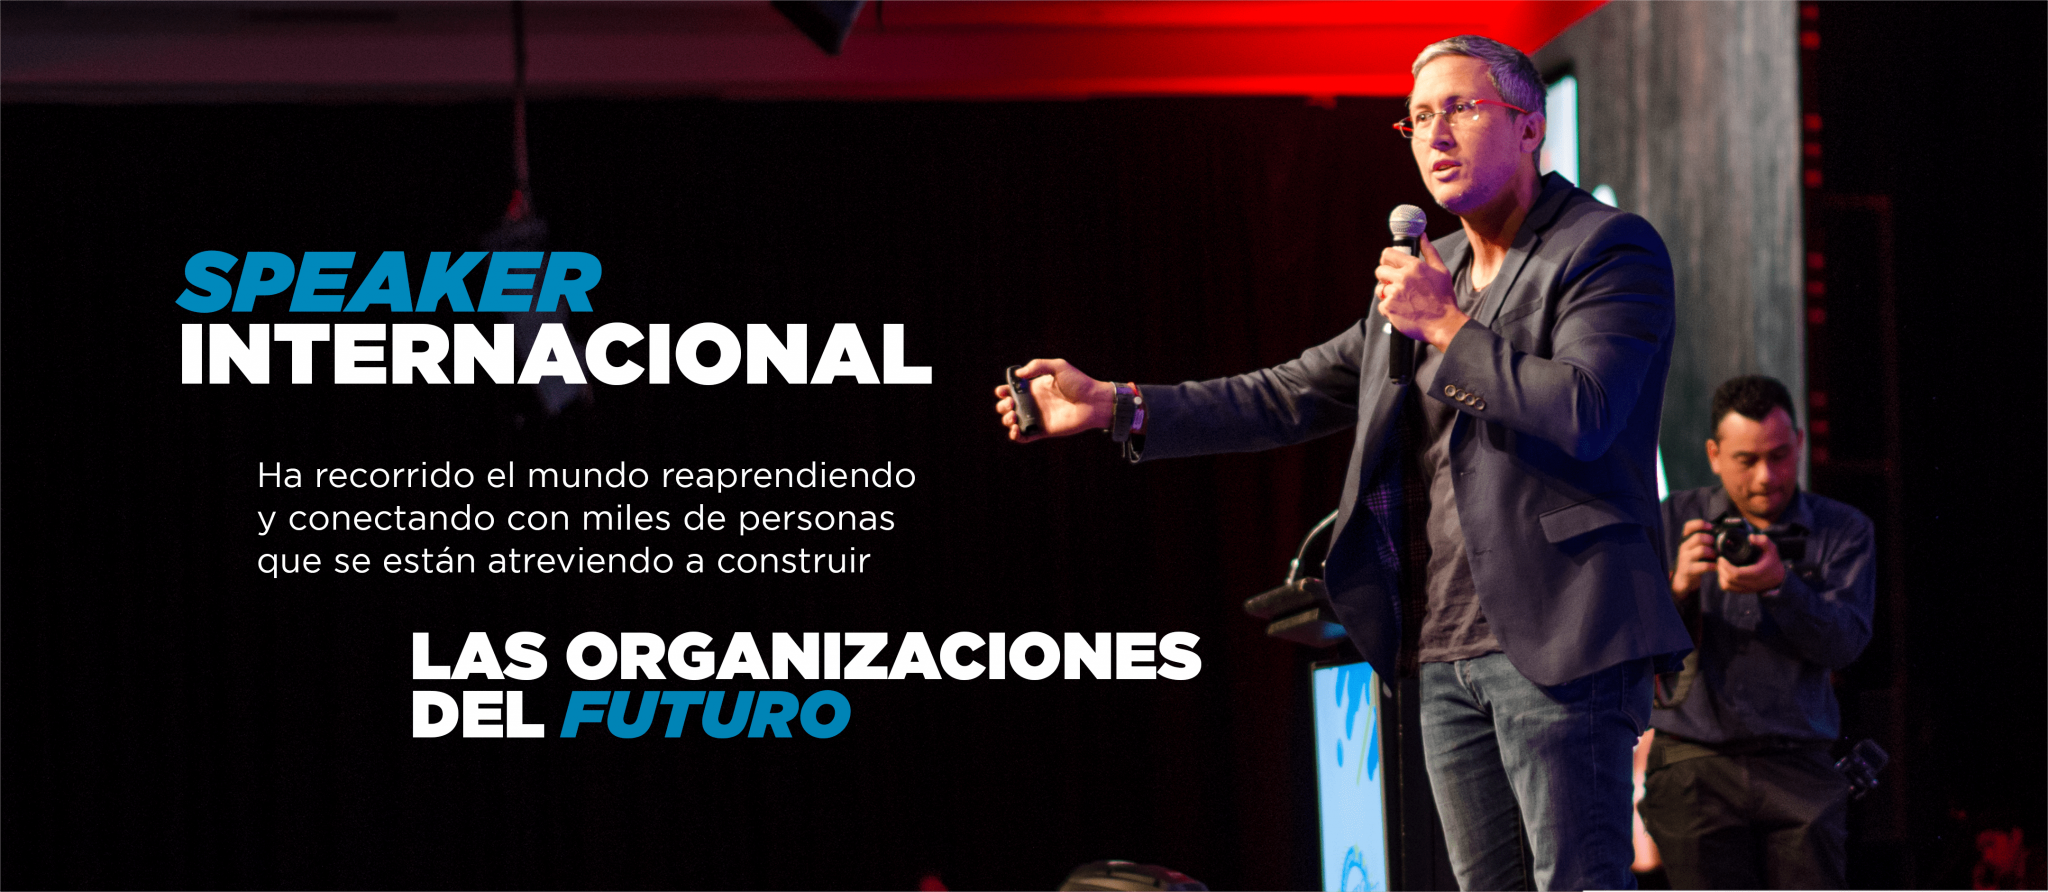 SPEAKER
INTERNACIONAL
Ha recorrido el mundo reaprendiendo
y conectando con miles de personas
que se están atreviendo a construir
LAS ORGANIZACIONES
DEL FUTURO